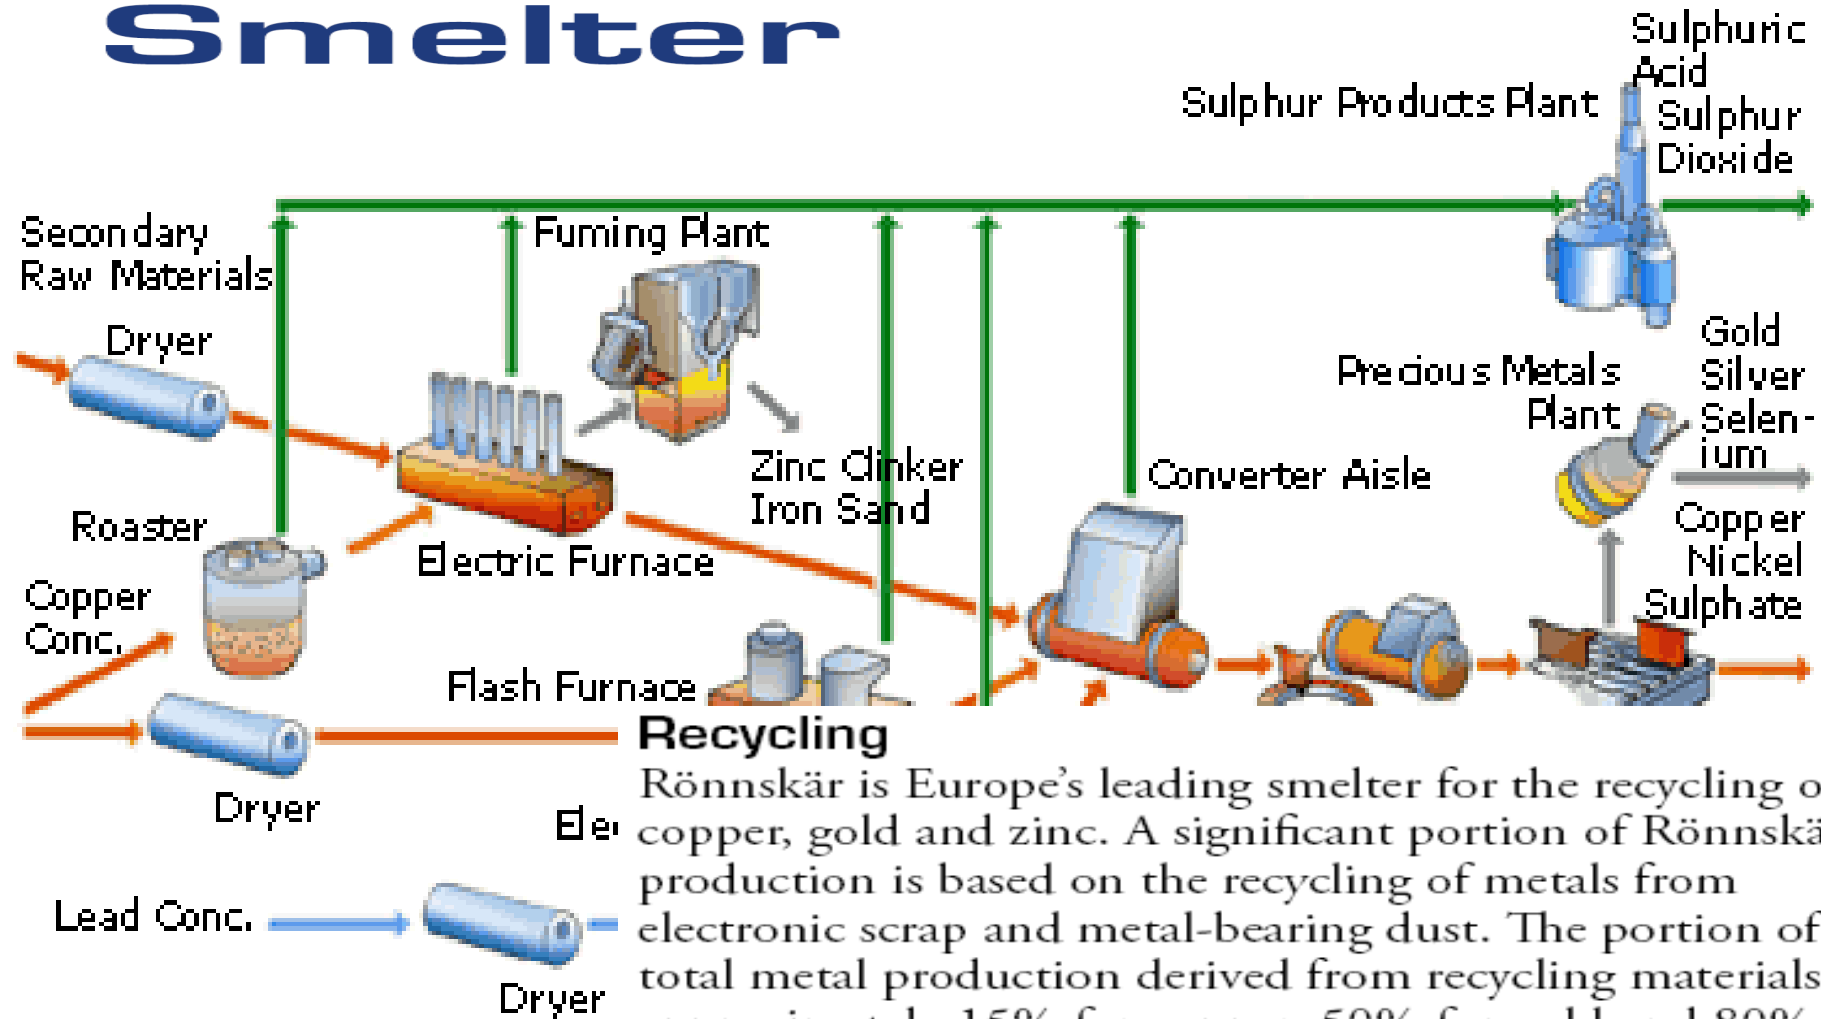 Smelter
Sulphuric
Acid
Sulphur Products Plant
Sulphur
Dioxide
Secondary
Raw Materials
Fuming Plant
Dryer
Gold
Silver
Selen-
ium
Precious Metals
Plant
Zinc Clinker
Iron Sand
Converter Aisle
Roaster
Electric Furnace
Copper
Nickel
Sulphate
Copper
Conc.
Flash Furnace
Dryer
Lead Conc.
Dryer
Recycling
Rönnskär is Europe’s leading smelter for the recycling
copper, gold and zinc. A significant portion of
production is based on the recycling of metals from
electronic scrap and metal-bearing dust. The portion of
total metal production derived from recycling materials